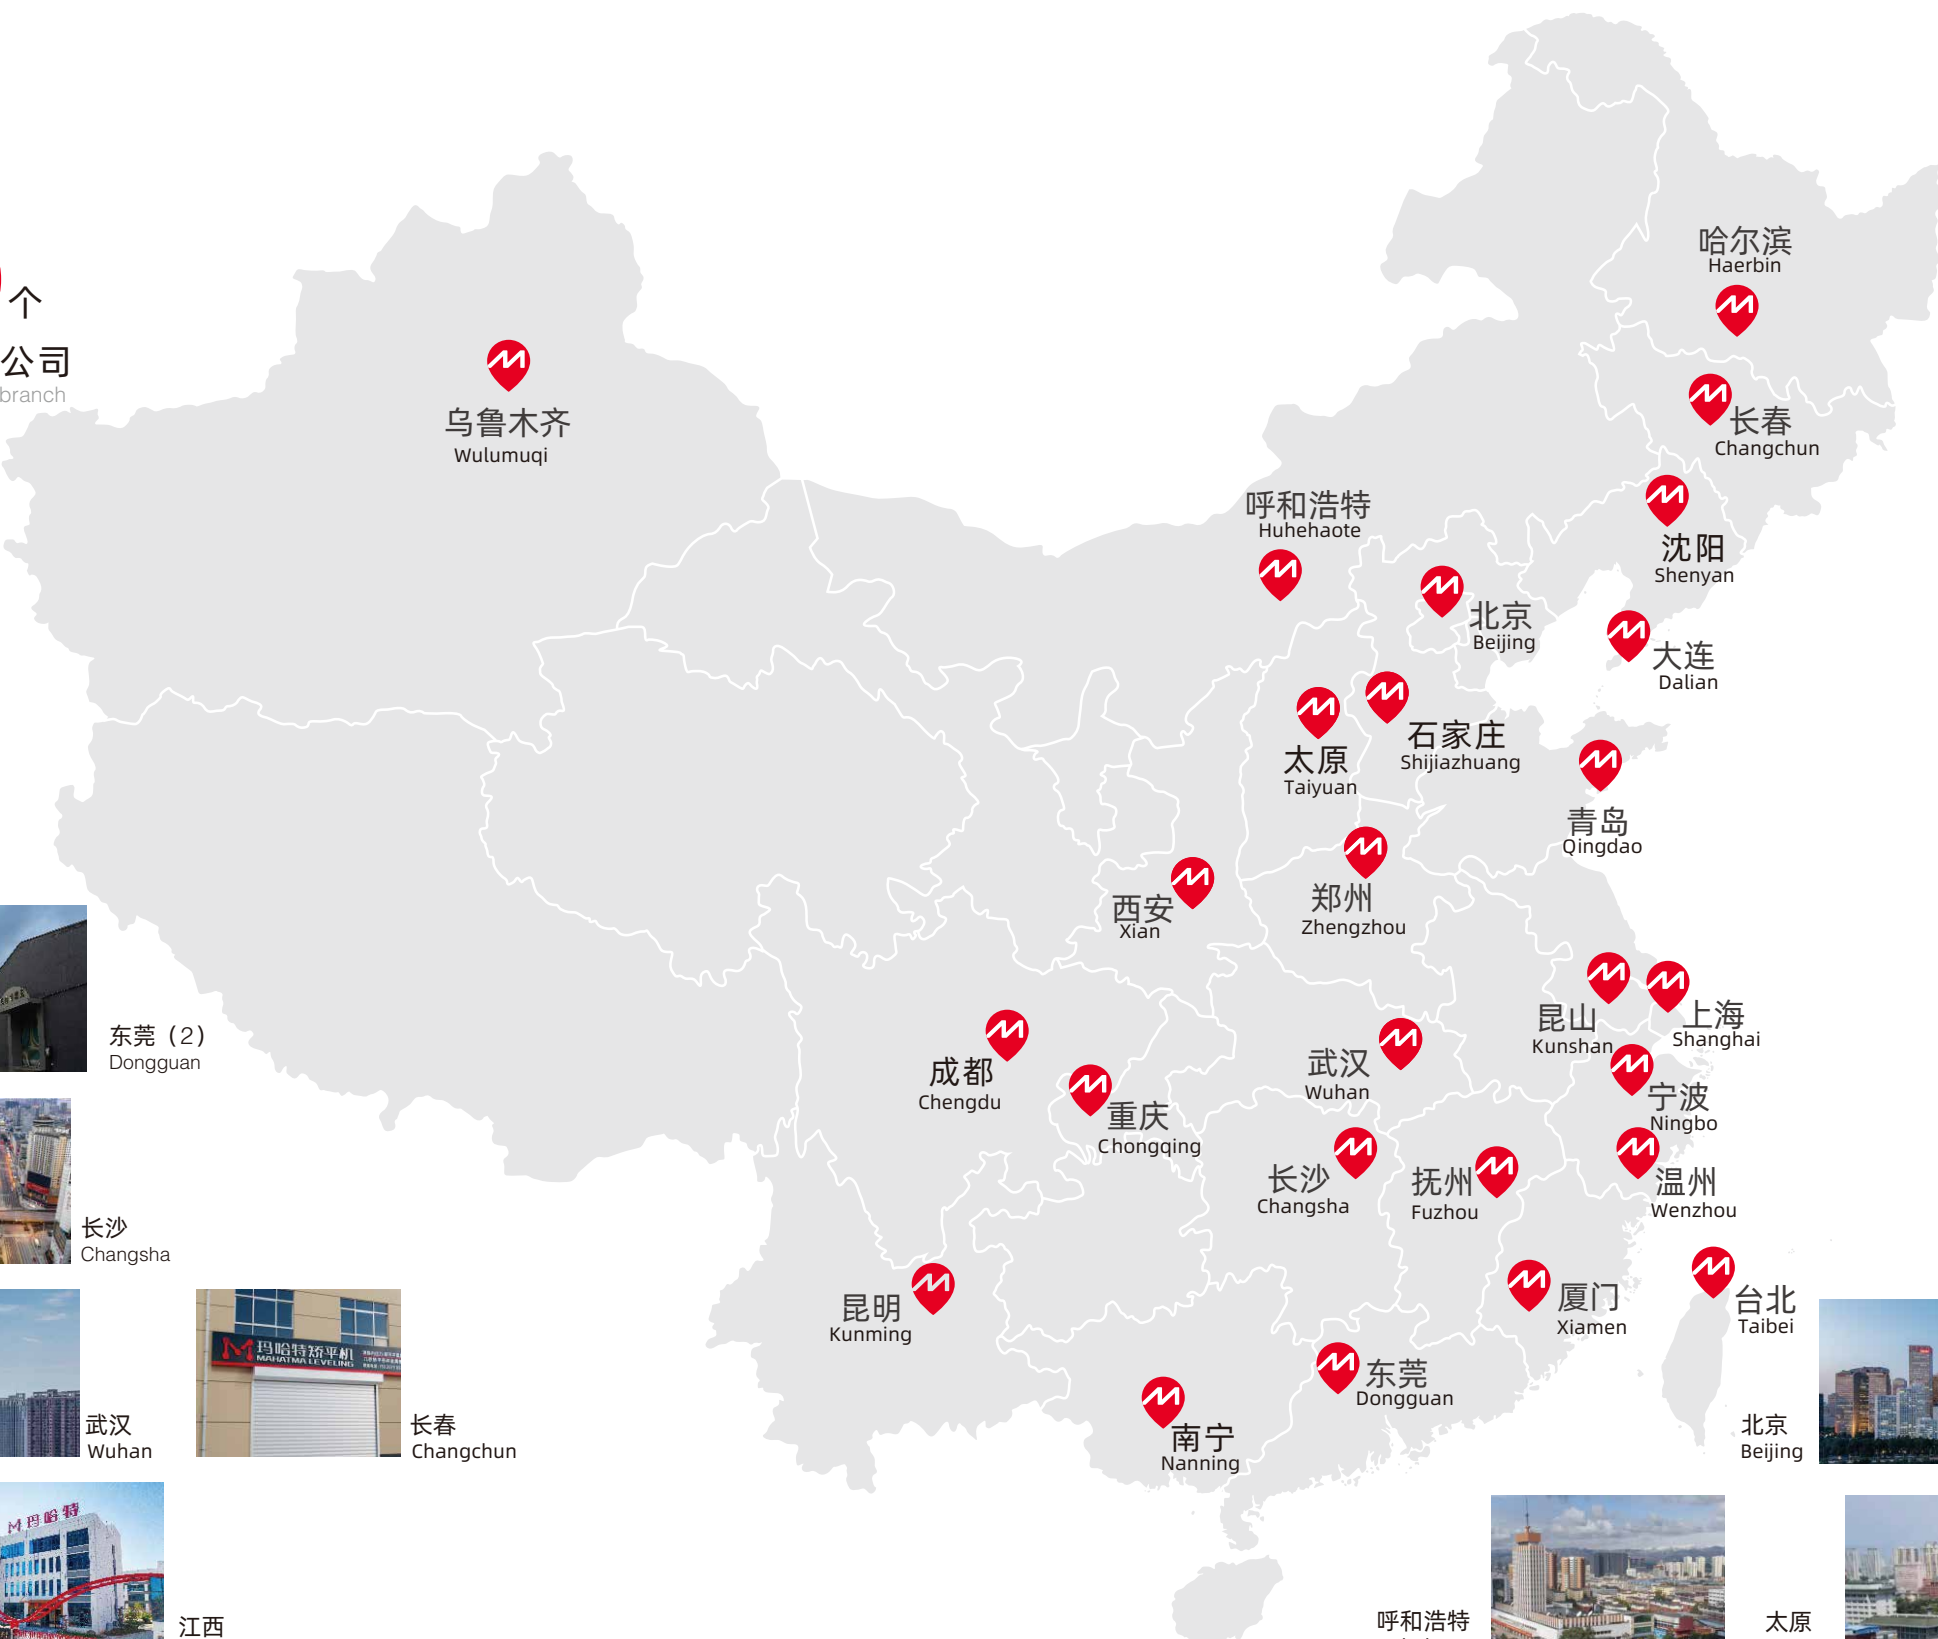 个
公司
branch
哈尔滨
Haerbin
乌鲁木齐
Wulumuqi
长春
Changchun
呼和浩特
Huhehaote
沈阳
Shenyan
北京
Beijing
大连
Dalian
石家庄
Shijiazhuang
太原
Taiyuan
青岛
Qingdao
郑州
Zhengzhou
西安
Xian
昆山
Kunshan
上海
Shanghai
东莞（2）
Dongguan
成都
Chengdu
武汉
Wuhan
重庆
Chongqing
宁波
Ningbo
长沙
Changsha
抚州
Fuzhou
温州
Wenzhou
长沙
Changsha
昆明
Kunming
厦门
Xiamen
台北
Taibei
东莞
Dongguan
南宁
Nanning
玛哈特矫平机
MAHATMA LEVELING
武汉
Wuhan
长春
Changchun
北京
Beijing
玛哈特
江西
呼和浩特
太原